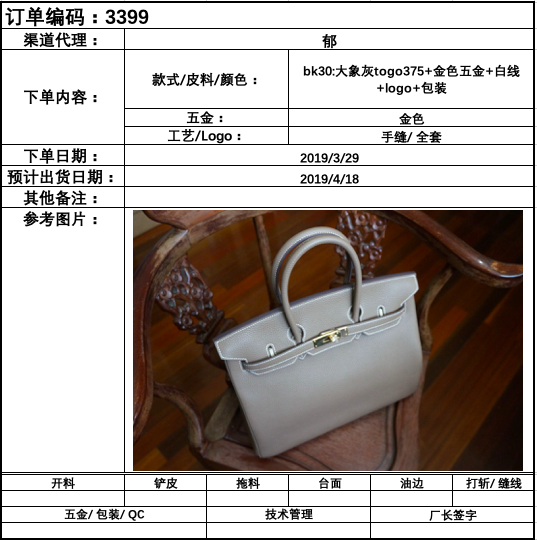 订单编码：3399
渠道代理：
郁
下单内容：
款式/皮料/颜色：
bk30:大象灰togo375+金色五金+白线
+logo+包装
五金：
金色
工艺/Logo：
手缝/ 全套
下单日期：
2019/3/29
预计出货日期：
2019/4/18
其他备注：
参考图片：
开料
铲皮
拖料
台面
油边
打斩/ 缝线
五金/ 包装/ QC
技术管理
厂长签字